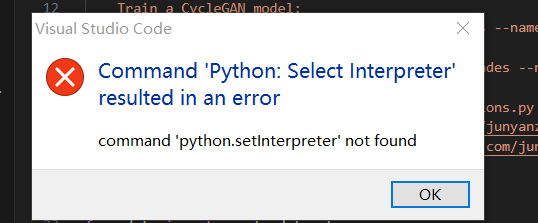 12 Train a CycleGAN model:
Visual Studio Code
s --name
Command 'Python: Select Interpreter'
ades --n
resulted in an error
ons.py
/junyanz
command 'python.setInterpreter' not found
.com/jun
OK